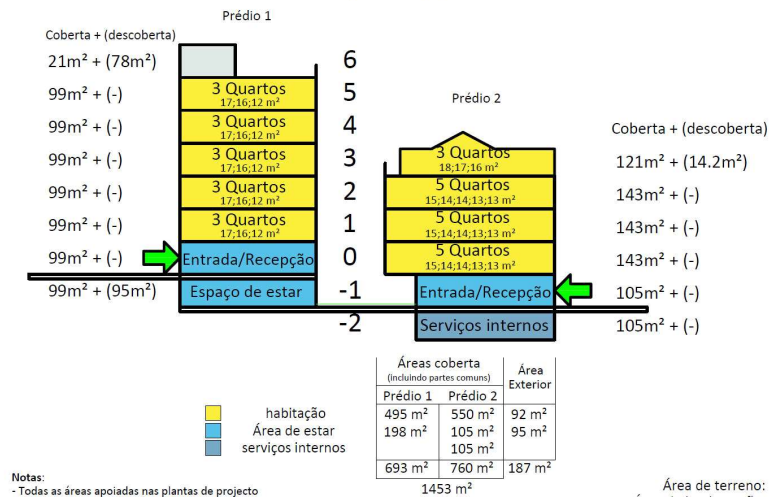 Prédio 1
Coberta + (descoberta)
21m² + (78m²)
6
99m² + (-)
3 Quartos
17;16;12 m²
5
Prédio 2
99m² + (-)
3 Quartos
17;16;12 m²
4
Coberta + (descoberta)
99m² + (-)
3 Quartos
17;16;12 m²
3
3 Quartos
18;17;16 m²
121m² + (14.2m²)
99m² + (-)
3 Quartos
17;16;12 m²
2
5 Quartos
15;14;14;13;13 m²
143m² + (-)
99m² + (-)
3 Quartos
17;16;12 m²
1
5 Quartos
15;14;14;13;13 m²
143m² + (-)
99m² + (-)
Entrada/Recepção
0
5 Quartos
15;14;14;13;13 m²
143m² + (-)
99m² + (95m²)
Espaço de estar
-1
Entrada/Recepção
105m² + (-)
-2
Serviços internos
105m² + (-)
Áreas coberta
(incluindo partes comuns)
Área
Exterior
Prédio 1 Prédio 2
495 m² 550 m² 92 m²
198 m² 105 m² 95 m²
105 m²
693 m² 760 m² 187 m²
1453 m²
habitação
Área de estar
serviços internos
Notas:
- Todas as áreas apoiadas nas plantas de projecto
Área de terreno: